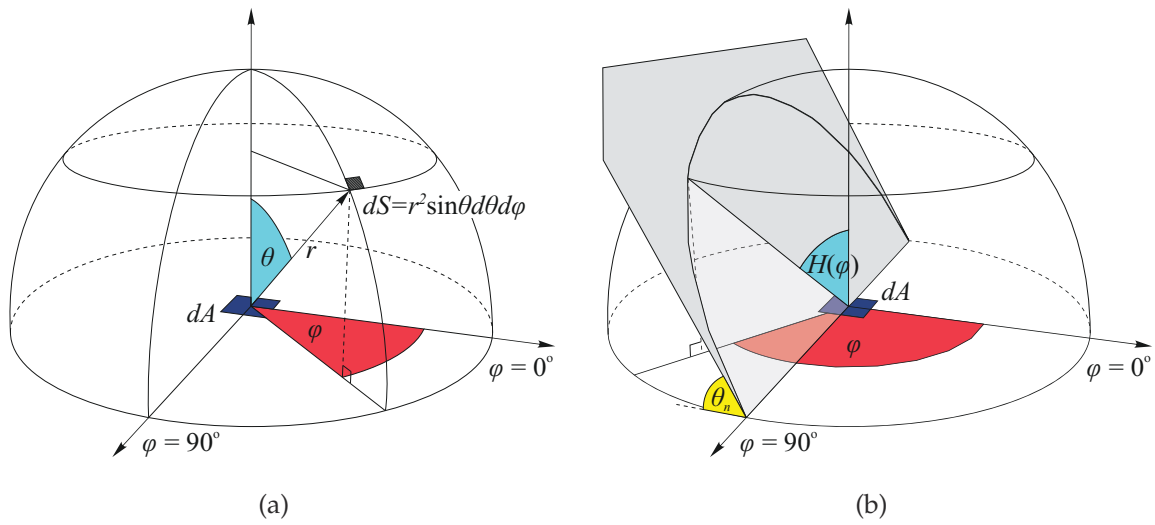 θ
r
dS=r²sinθdθdφ
dA
φ
φ = 0°
φ = 90°
(a)
H(φ)
dA
φ
φ = 0°
θₙ
φ = 90°
(b)